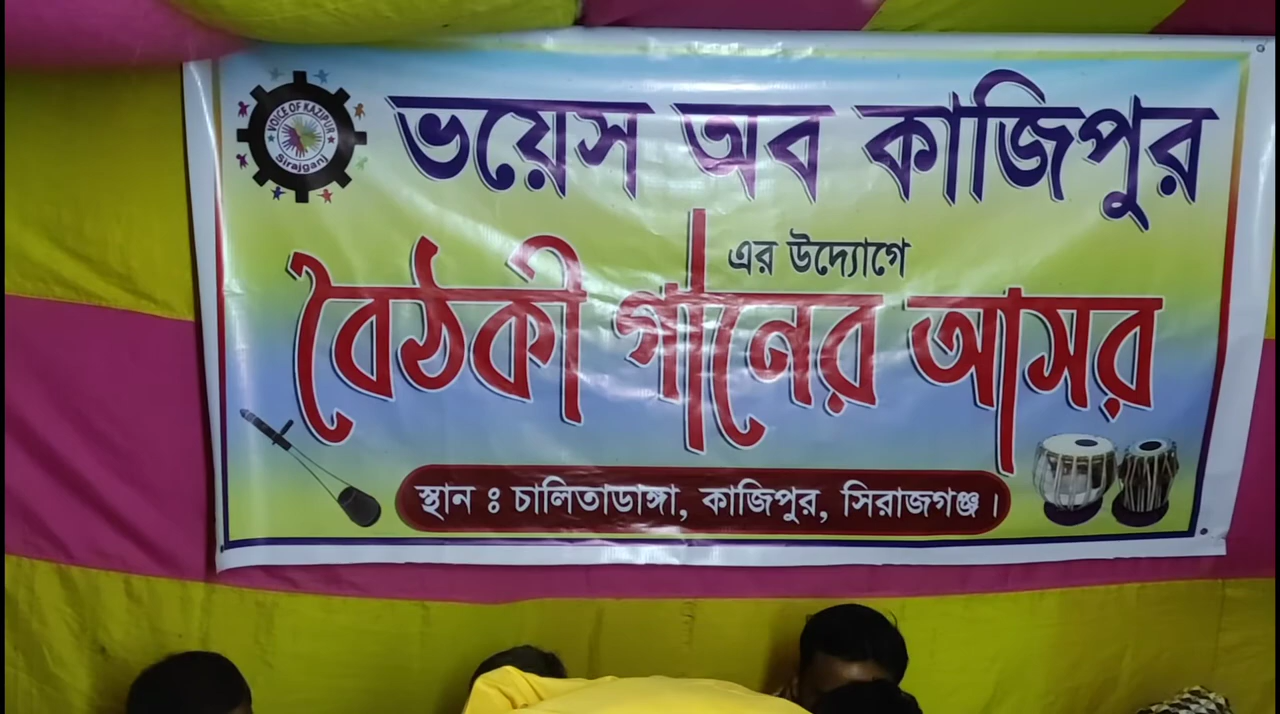 VOICE OF KAZIPUR
Sirajganj
ভয়েস অব কাজিপুর
এর উদ্যোগে
বৈঠকী গানের আসর
স্থান ঃ চালিতাডাঙ্গা, কাজিপুর, সিরাজগঞ্জ।